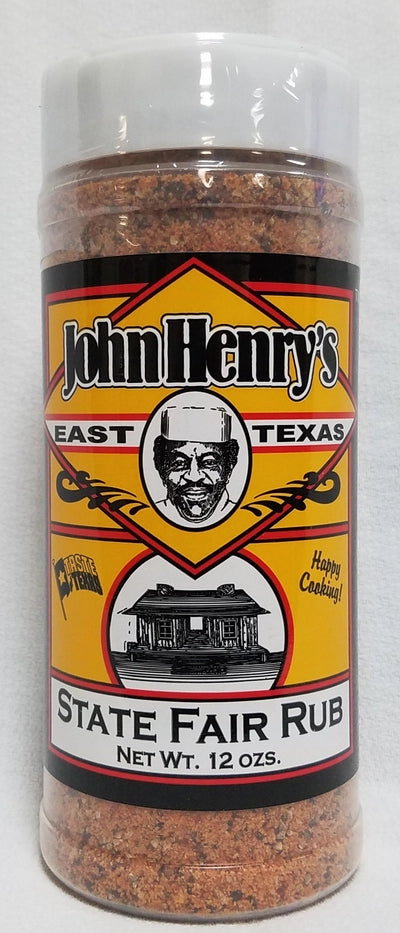 John Henry's
EAST TEXAS
TASTE
TEXAS
Happy
Cooking!
STATE FAIR RUB
NET WT. 12 OZS.